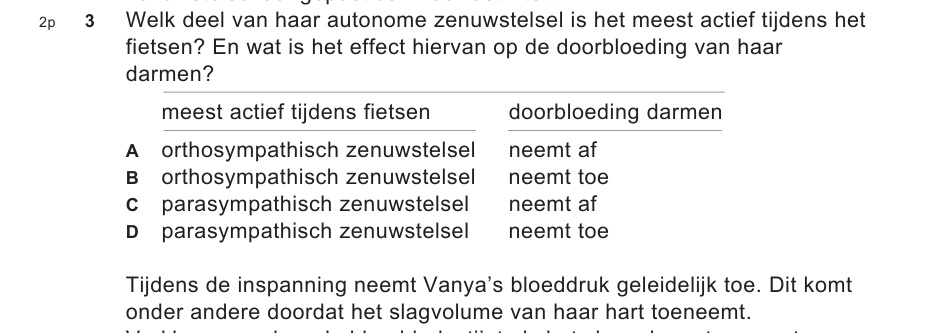 2p 3 Welk deel van haar autonome zenuwstelsel is het meest actief tijdens het
fietsen? En wat is het effect hiervan op de doorbloeding van haar
darmen?
meest actief tijdens fietsen doorbloeding darmen
A orthosympathisch zenuwstelsel neemt af
B orthosympathisch zenuwstelsel neemt toe
C parasympathisch zenuwstelsel neemt af
D parasympathisch zenuwstelsel neemt toe
Tijdens de inspanning neemt Vanya's bloeddruk geleidelijk toe. Dit komt
onder andere doordat het slagvolume van haar hart toeneemt.